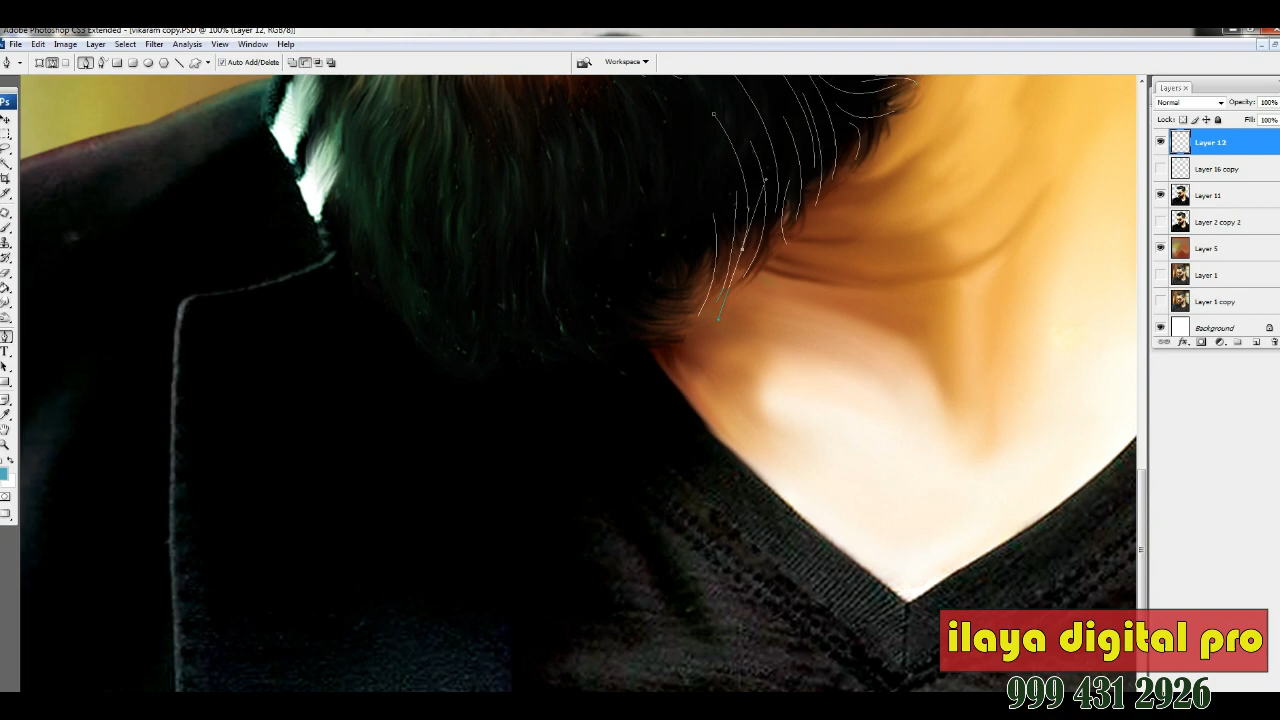 Adobe Photoshop CS3 Extended - [vikaram copy.PSD @ 100% (Layer 12, RGB/8)]
File Edit Image Layer Select Filter Analysis View Window Help
Auto Add/Delete Workspace
Ps
Layers ×
Normal Opacity: 100%
Lock: Fill: 100%
Layer 12
Layer 16 copy
Layer 11
Layer 2 copy 2
Layer 5
Layer 1
Layer 1 copy
Background
ilaya digital pro
999 431 2926